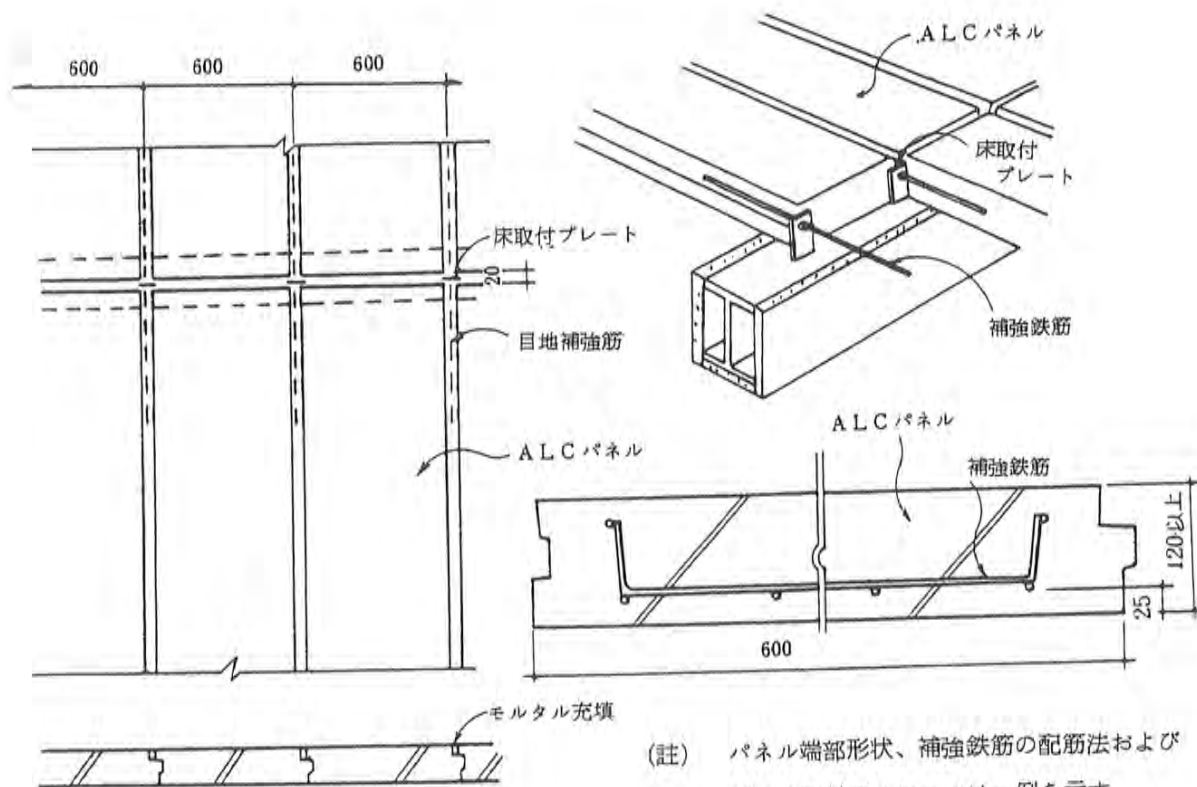 600
600
600
床取付プレート
20
目地補強筋
ALCパネル
モルタル充填
ALCパネル
床取付
プレート
補強鉄筋
ALCパネル
補強鉄筋
120以上
25
600
(註) パネル端部形状、補強鉄筋の配筋法および